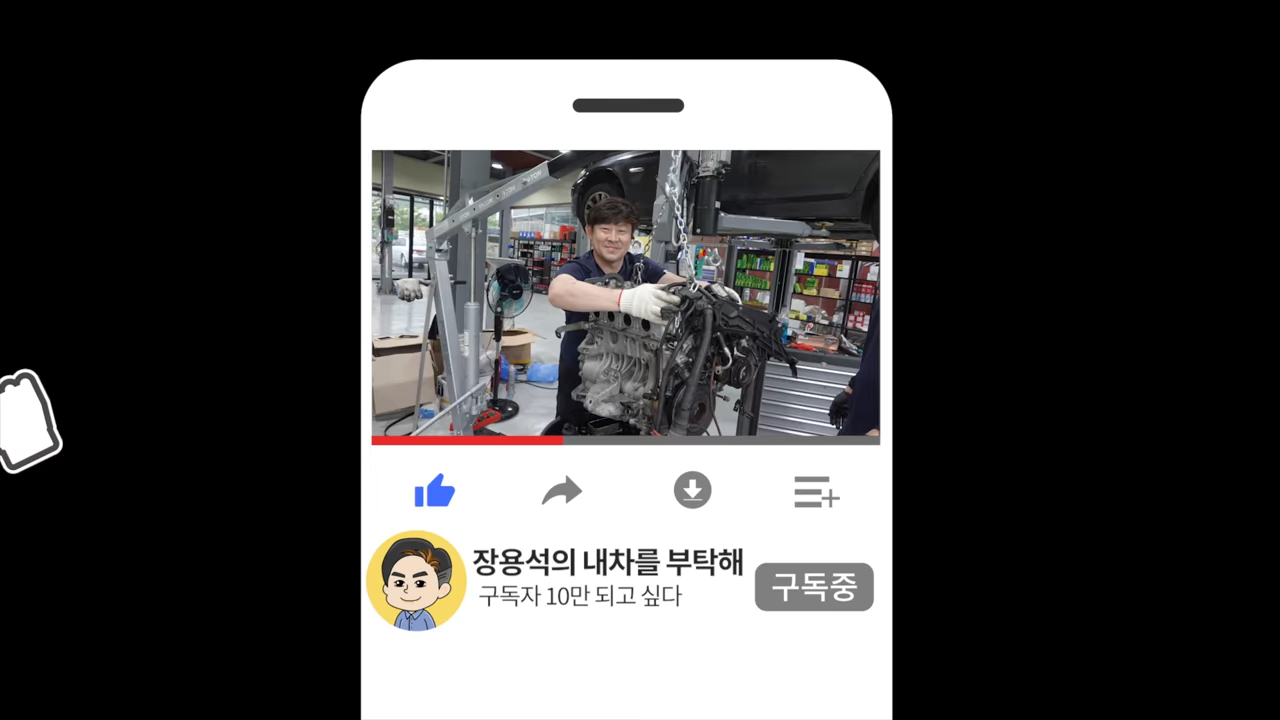 장용석의 내차를 부탁해
구독자 10만 되고 싶다
구독중